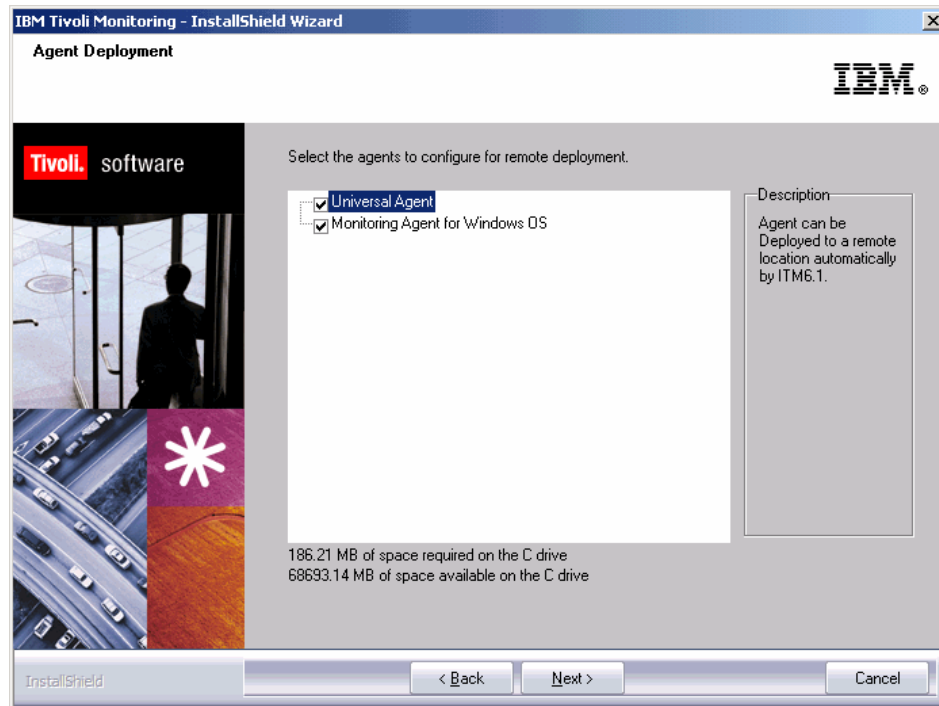 IBM Tivoli Monitoring - InstallShield Wizard
Agent Deployment
IBM®
Tivoli. software
Select the agents to configure for remote deployment.
Universal Agent
Monitoring Agent for Windows OS
Description
Agent can be
Deployed to a remote
location automatically
by ITM6.1.
186.21 MB of space required on the C drive
68693.14 MB of space available on the C drive
InstallShield
< Back
Next >
Cancel